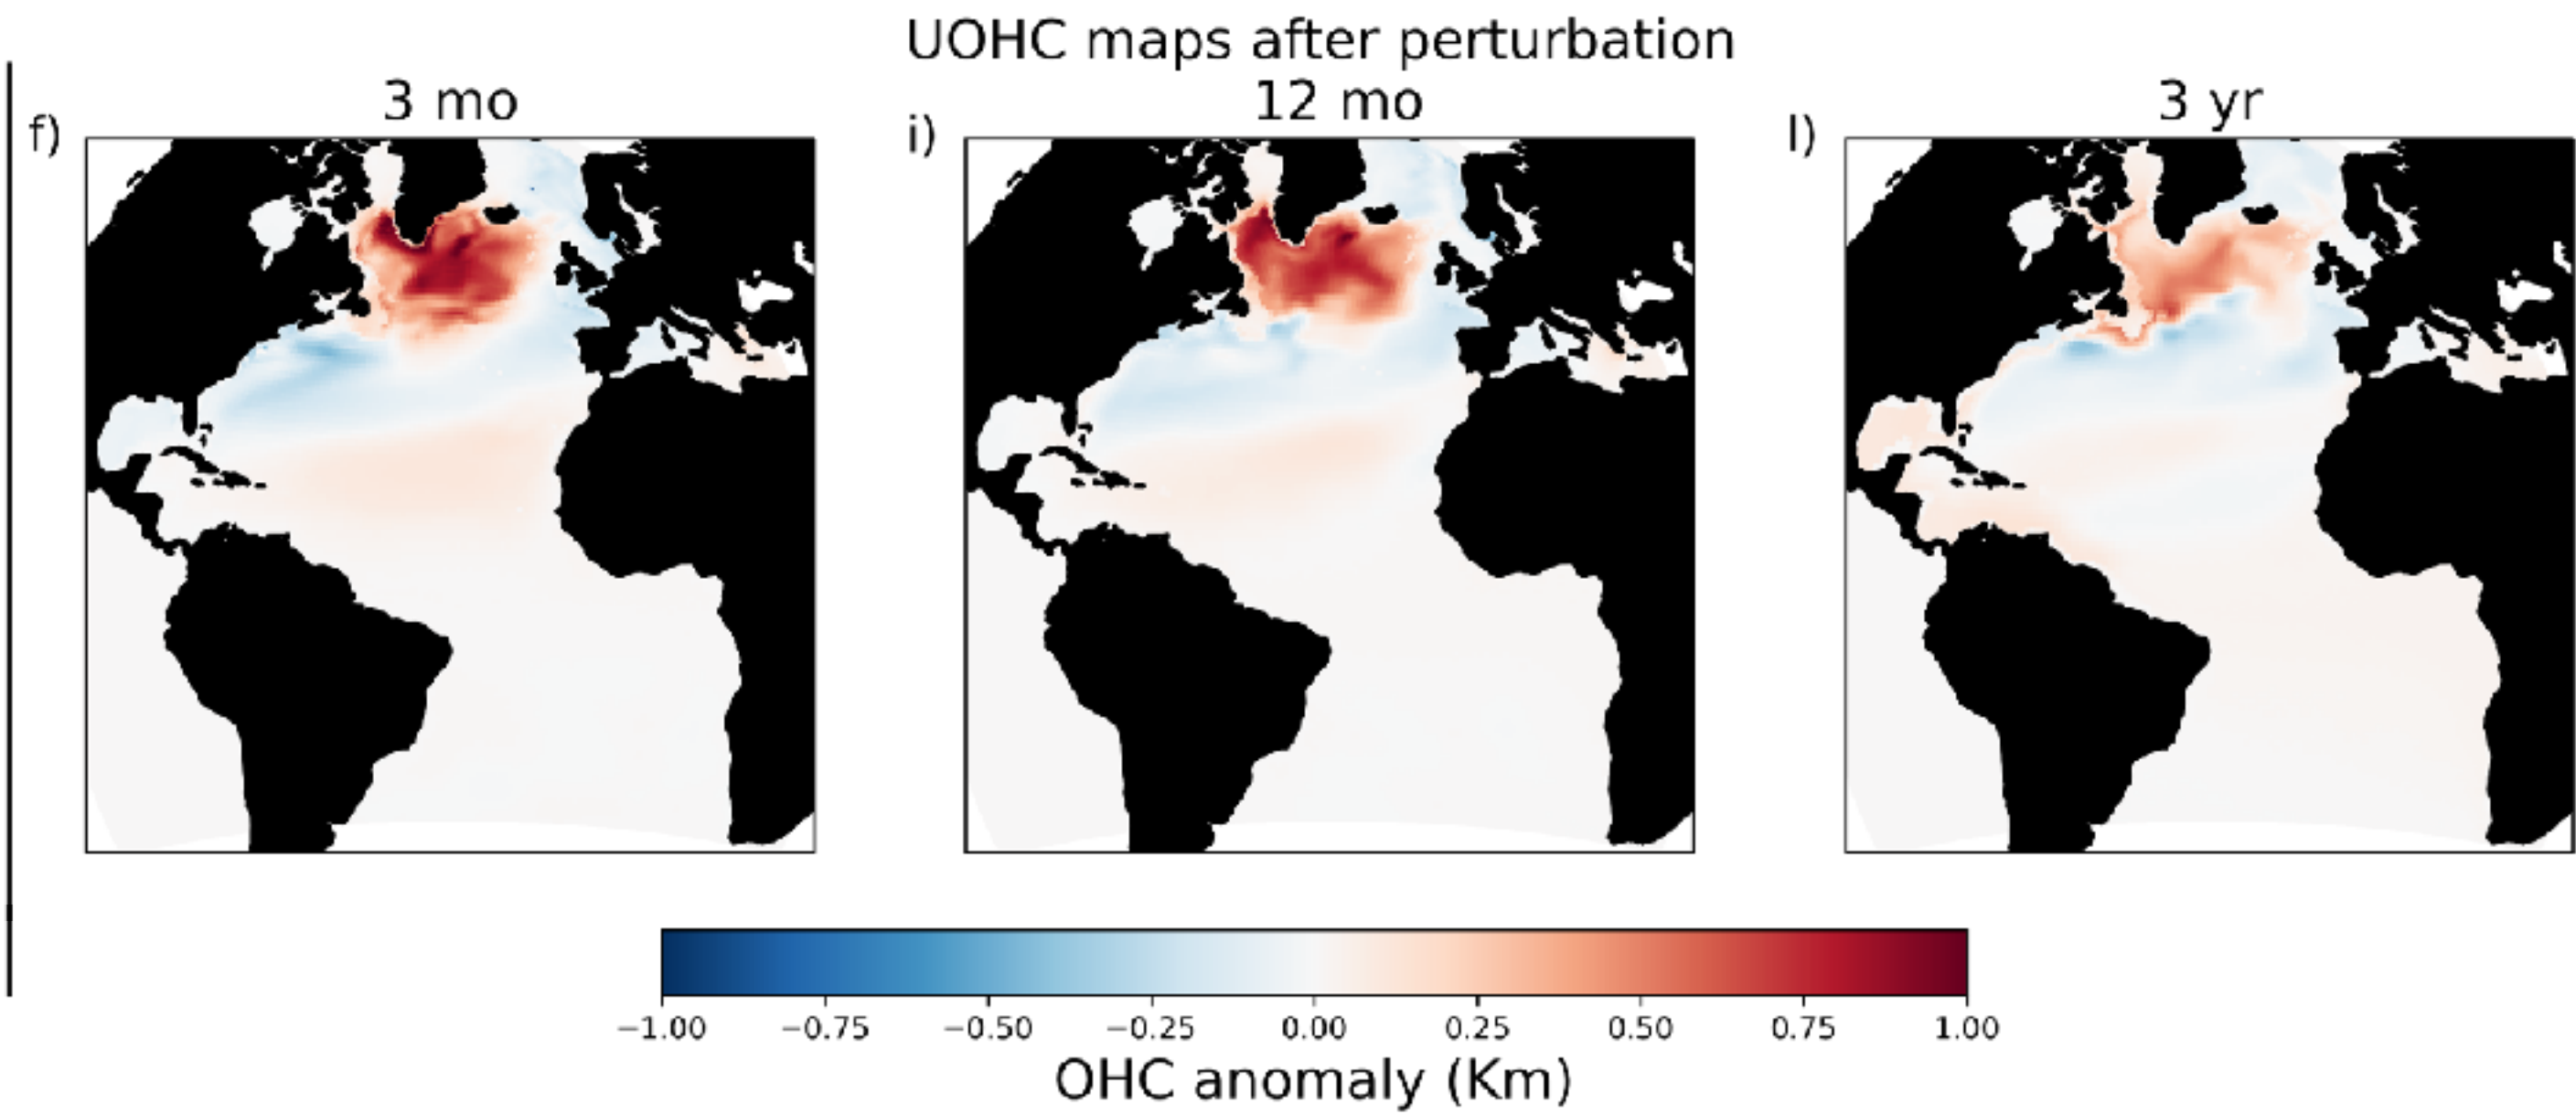 UOHC maps after perturbation
3 mo
12 mo
3 yr
f)
i)
l)
−1.00 −0.75 −0.50 −0.25 0.00 0.25 0.50 0.75 1.00
OHC anomaly (Km)